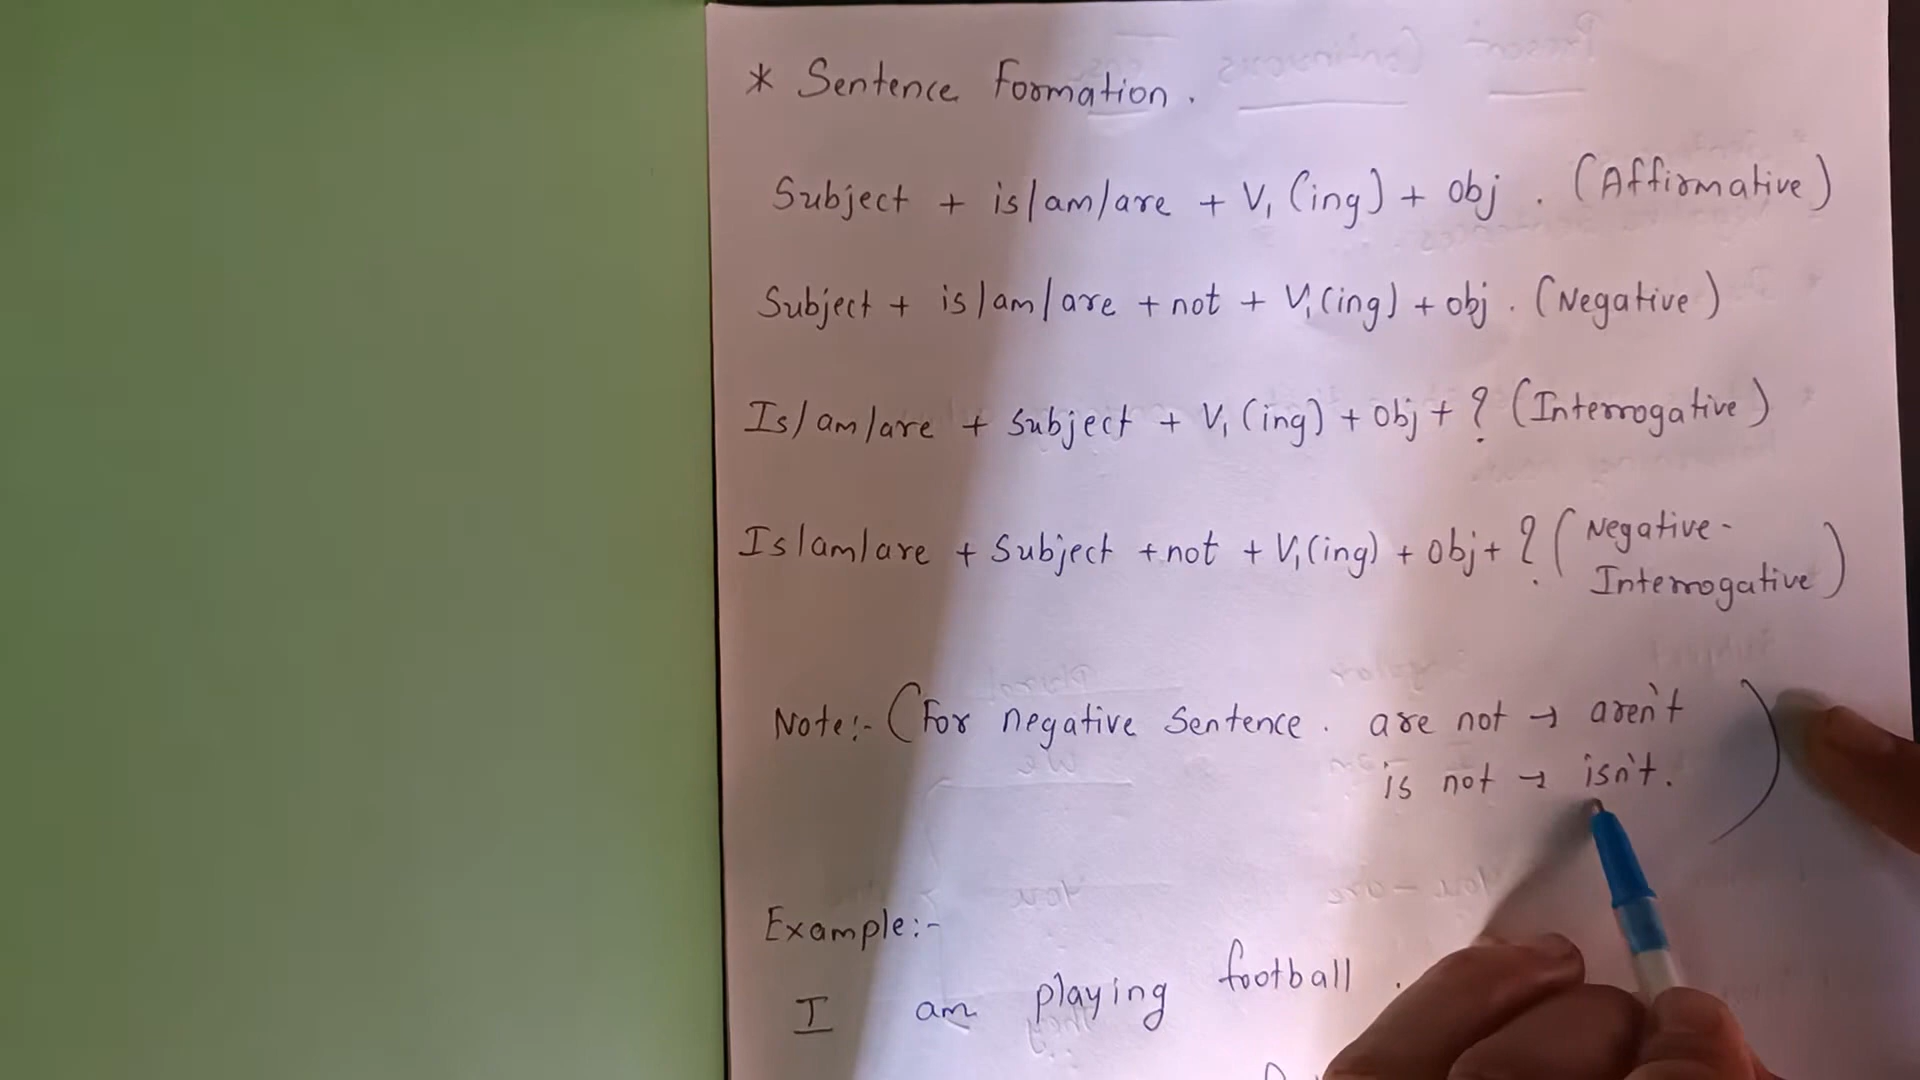 * Sentence Formation.
Subject + is/am/are + V₁ (ing) + obj . (Affirmative)
Subject + is/am/are + not + V₁(ing) + obj . (Negative)
Is/am/are + Subject + V₁ (ing) + obj + ? (Interrogative)
Is/am/are + Subject + not + V₁(ing) + obj + ? (Negative-
Interrogative)
Note:- (For negative Sentence . are not → aren't
is not → isn't. )
Example:-
I am playing football .